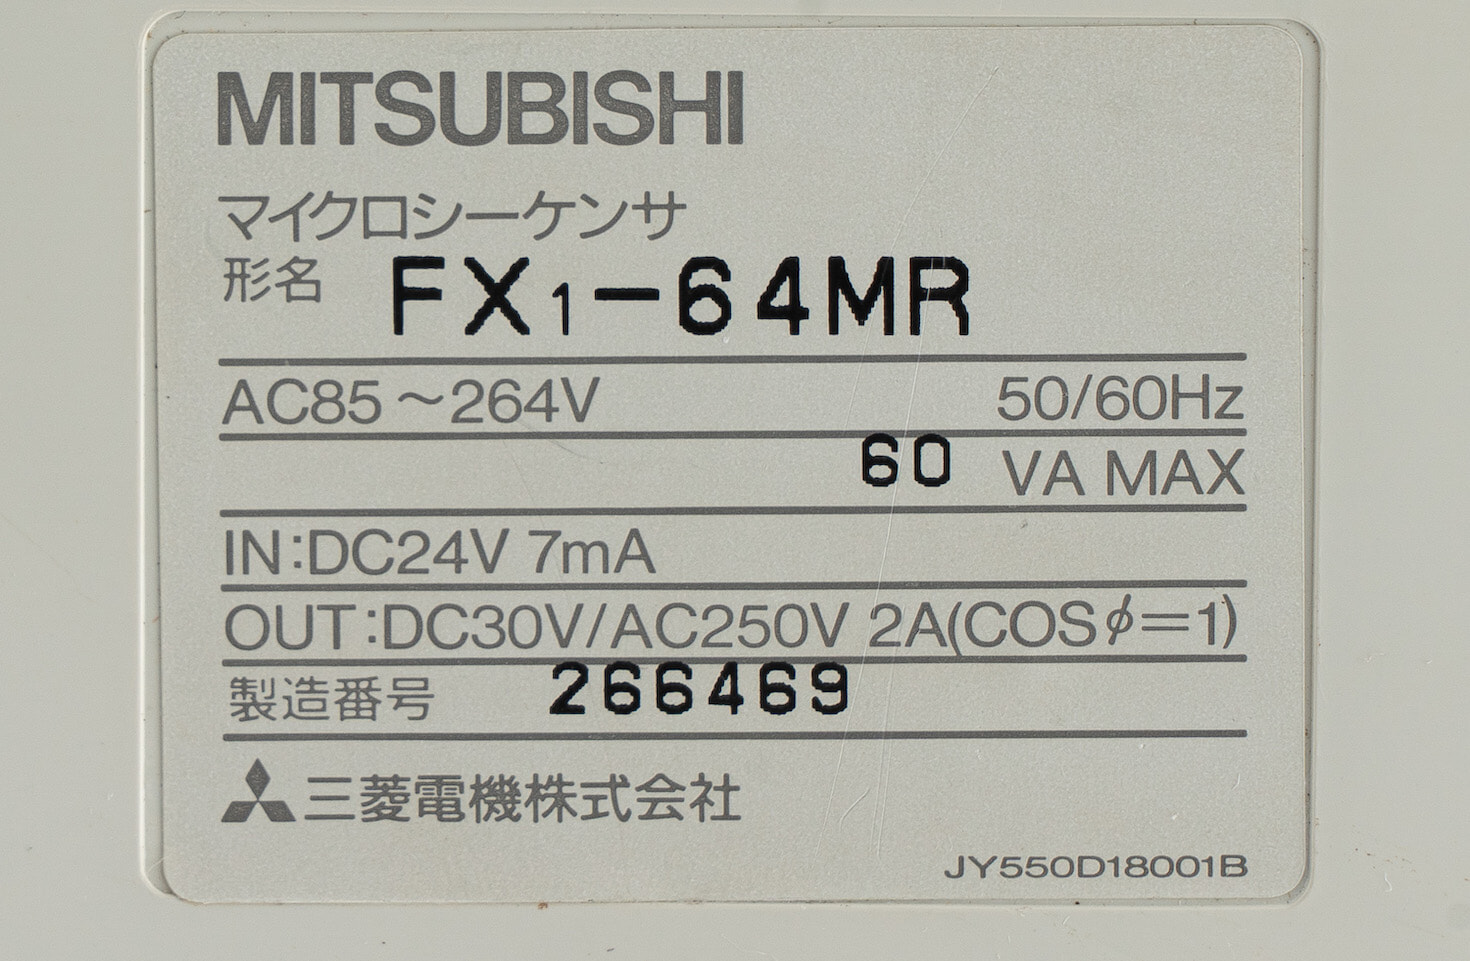 MITSUBISHI
マイクロシーケンサ
形名 FX1-64MR
AC85～264V 50/60Hz
60 VA MAX
IN:DC24V 7mA
OUT:DC30V/AC250V 2A(COSφ=1)
製造番号 266469
三菱電機株式会社
JY550D18001B